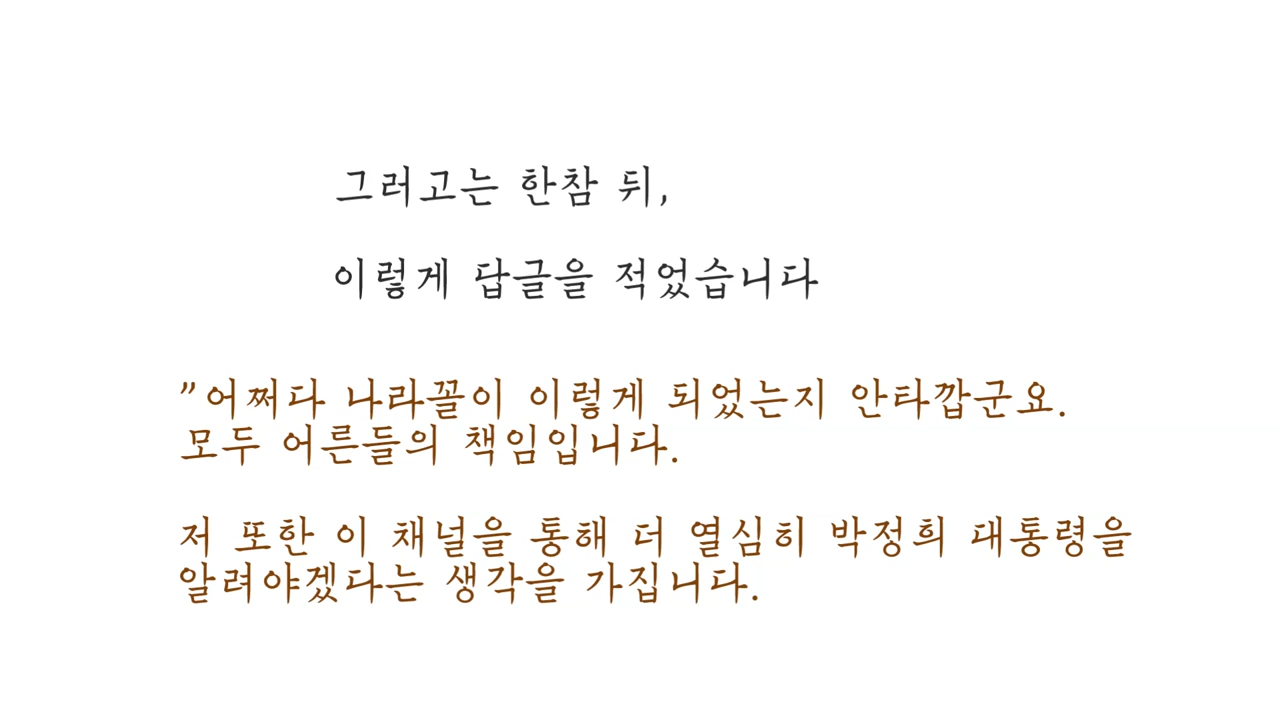 그러고는 한참 뒤,
이렇게 답글을 적었습니다
”어쩌다 나라꼴이 이렇게 되었는지 안타깝군요.
모두 어른들의 책임입니다.
저 또한 이 채널을 통해 더 열심히 박정희 대통령을
알려야겠다는 생각을 가집니다.